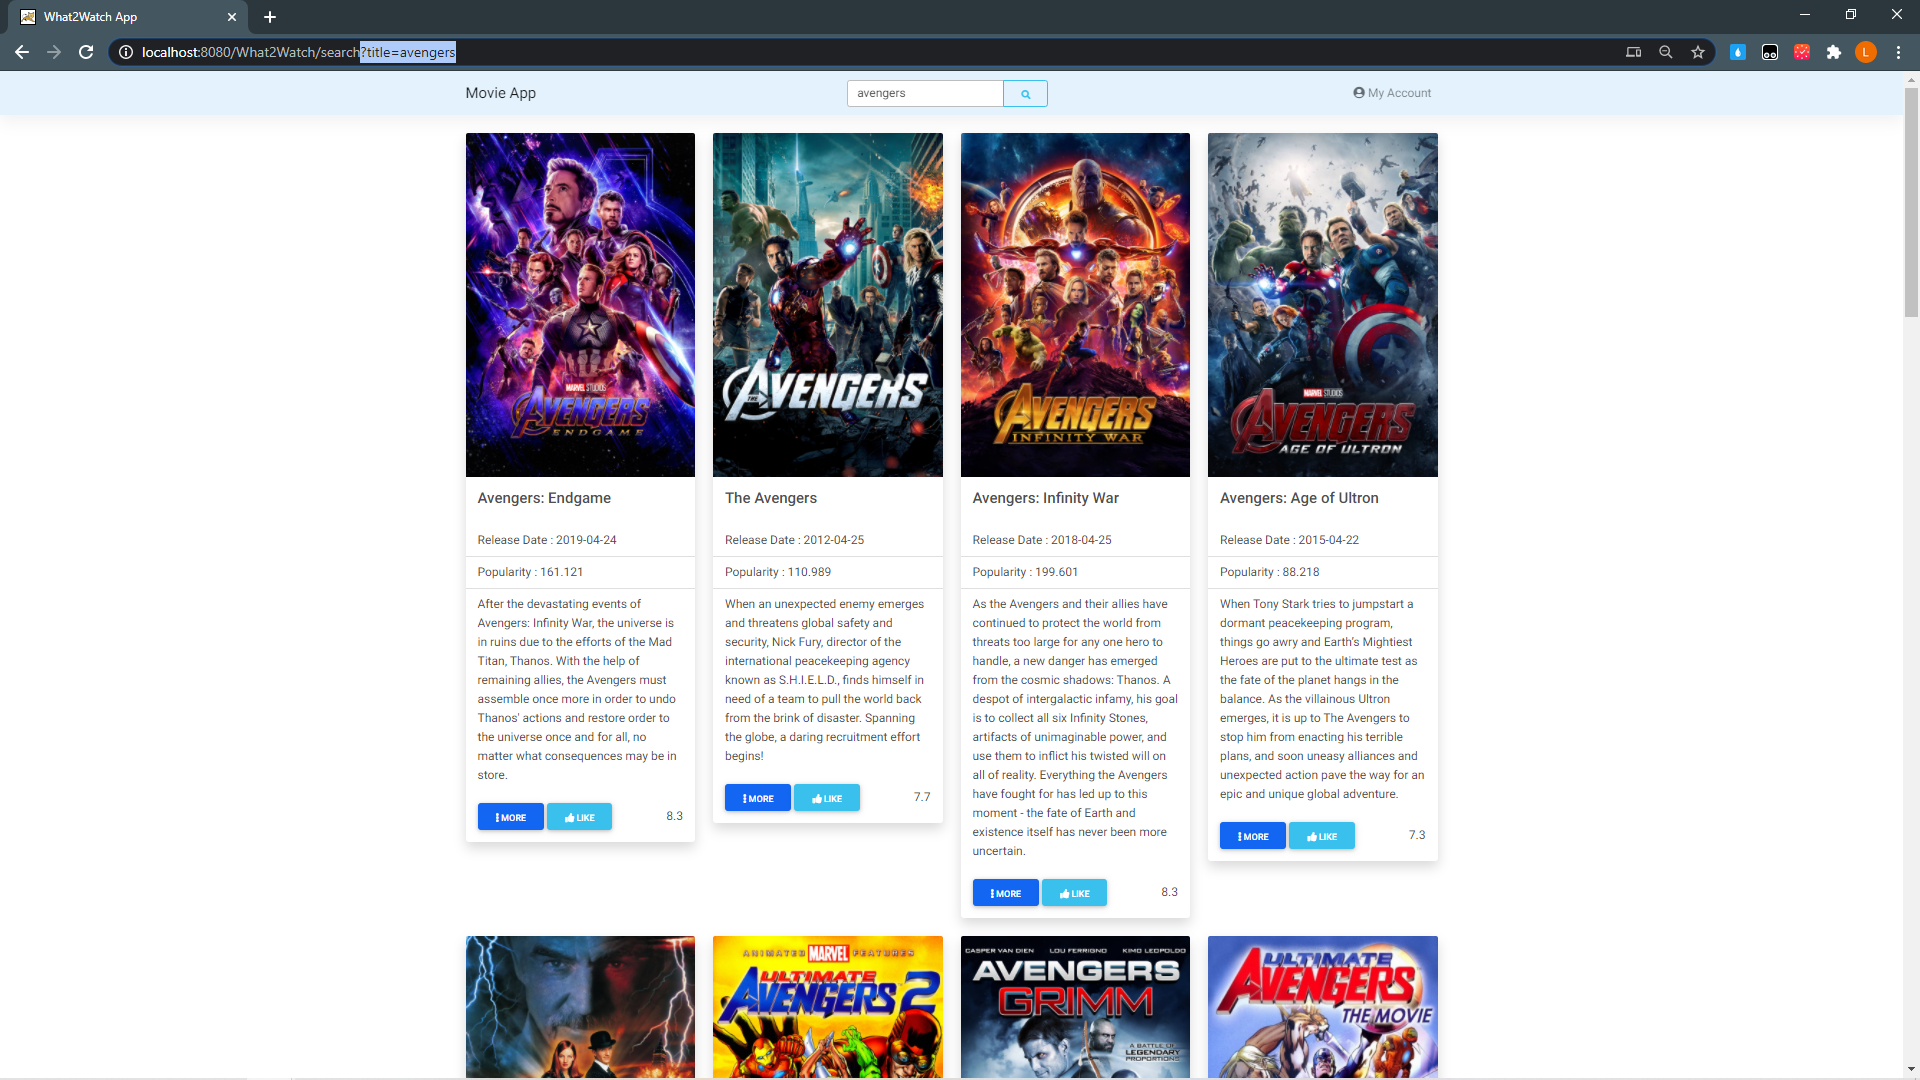 What2Watch App
localhost:8080/What2Watch/search?title=avengers
L
Movie App
avengers
My Account
MARVEL STUDIOS
AVENGERS
ENDGAME
THE
AVENGERS
AVENGERS
INFINITY WAR
MARVEL STUDIOS
AVENGERS
AGE OF ULTRON
Avengers: Endgame
Release Date : 2019-04-24
Popularity : 161.121
After the devastating events of
Avengers: Infinity War, the universe is
in ruins due to the efforts of the Mad
Titan, Thanos. With the help of
remaining allies, the Avengers must
assemble once more in order to undo
Thanos' actions and restore order to
the universe once and for all, no
matter what consequences may be in
store.
MORE
LIKE
8.3
The Avengers
Release Date : 2012-04-25
Popularity : 110.989
When an unexpected enemy emerges
and threatens global safety and
security, Nick Fury, director of the
international peacekeeping agency
known as S.H.I.E.L.D., finds himself in
need of a team to pull the world back
from the brink of disaster. Spanning
the globe, a daring recruitment effort
begins!
MORE
LIKE
7.7
Avengers: Infinity War
Release Date : 2018-04-25
Popularity : 199.601
As the Avengers and their allies have
continued to protect the world from
threats too large for any one hero to
handle, a new danger has emerged
from the cosmic shadows: Thanos. A
despot of intergalactic infamy, his goal
is to collect all six Infinity Stones,
artifacts of unimaginable power, and
use them to inflict his twisted will on
all of reality. Everything the Avengers
have fought for has led up to this
moment - the fate of Earth and
existence itself has never been more
uncertain.
MORE
LIKE
8.3
Avengers: Age of Ultron
Release Date : 2015-04-22
Popularity : 88.218
When Tony Stark tries to jumpstart a
dormant peacekeeping program,
things go awry and Earth's Mightiest
Heroes are put to the ultimate test as
the fate of the planet hangs in the
balance. As the villainous Ultron
emerges, it is up to The Avengers to
stop him from enacting his terrible
plans, and soon uneasy alliances and
unexpected action pave the way for an
epic and unique global adventure.
MORE
LIKE
7.3
ANIMATED MARVEL FEATURES
ULTIMATE
AVENGERS 2
CASPER VAN DIEN LOU FERRIGNO KIMO LEOPOLDO
AVENGERS
GRIMM
A BATTLE OF
LEGENDARY
PROPORTIONS
ULTIMATE
AVENGERS
THE MOVIE